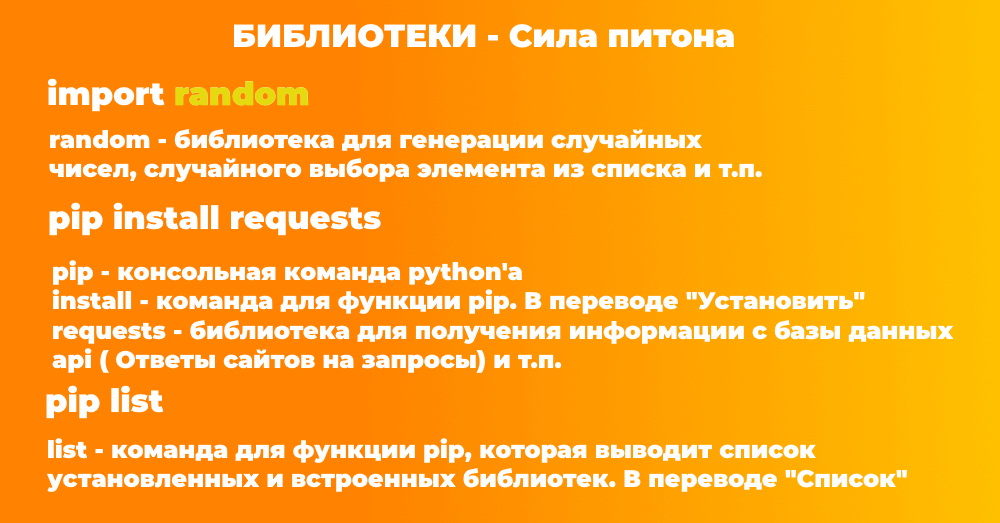 БИБЛИОТЕКИ - Сила питона
import random
random - библиотека для генерации случайных
чисел, случайного выбора элемента из списка и т.п.
pip install requests
pip - консольная команда python'а
install - команда для функции pip. В переводе "Установить"
requests - библиотека для получения информации с базы данных
api ( Ответы сайтов на запросы) и т.п.
pip list
list - команда для функции pip, которая выводит список
установленных и встроенных библиотек. В переводе "Список"